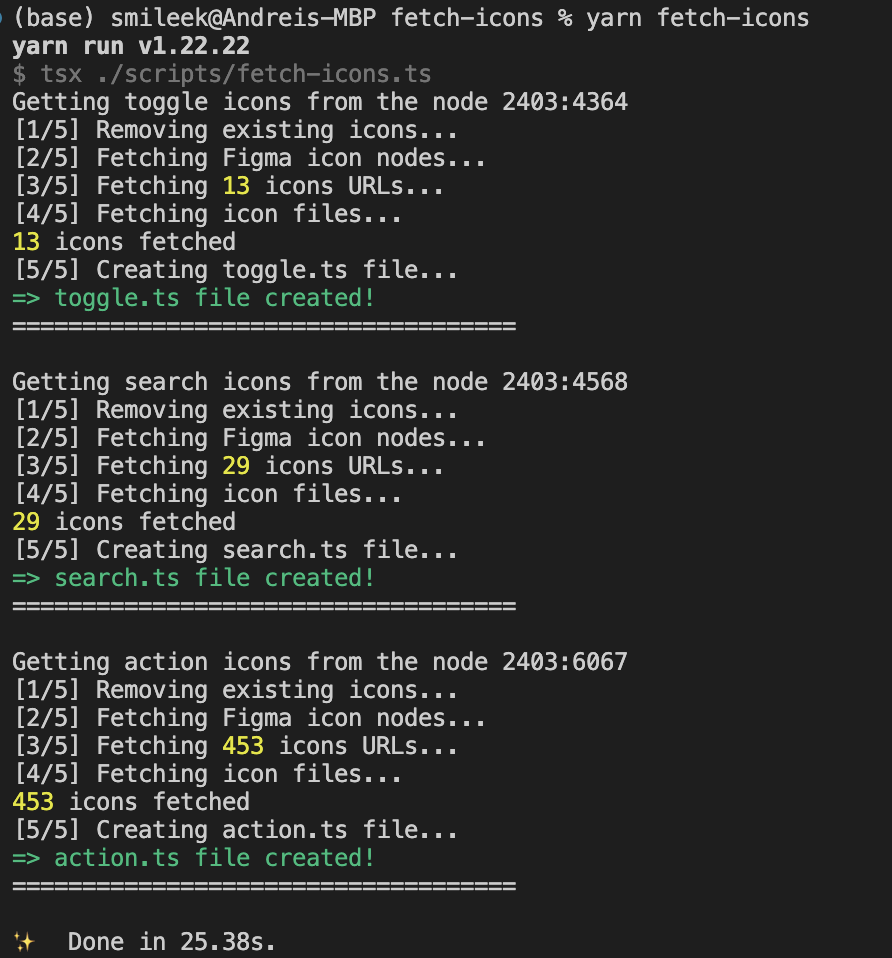 (base) smileek@Andreis-MBP fetch-icons % yarn fetch-icons
yarn run v1.22.22
$ tsx ./scripts/fetch-icons.ts
Getting toggle icons from the node 2403:4364
[1/5] Removing existing icons...
[2/5] Fetching Figma icon nodes...
[3/5] Fetching 13 icons URLs...
[4/5] Fetching icon files...
13 icons fetched
[5/5] Creating toggle.ts file...
=> toggle.ts file created!
====================================
Getting search icons from the node 2403:4568
[1/5] Removing existing icons...
[2/5] Fetching Figma icon nodes...
[3/5] Fetching 29 icons URLs...
[4/5] Fetching icon files...
29 icons fetched
[5/5] Creating search.ts file...
=> search.ts file created!
====================================
Getting action icons from the node 2403:6067
[1/5] Removing existing icons...
[2/5] Fetching Figma icon nodes...
[3/5] Fetching 453 icons URLs...
[4/5] Fetching icon files...
453 icons fetched
[5/5] Creating action.ts file...
=> action.ts file created!
====================================
✨ Done in 25.38s.